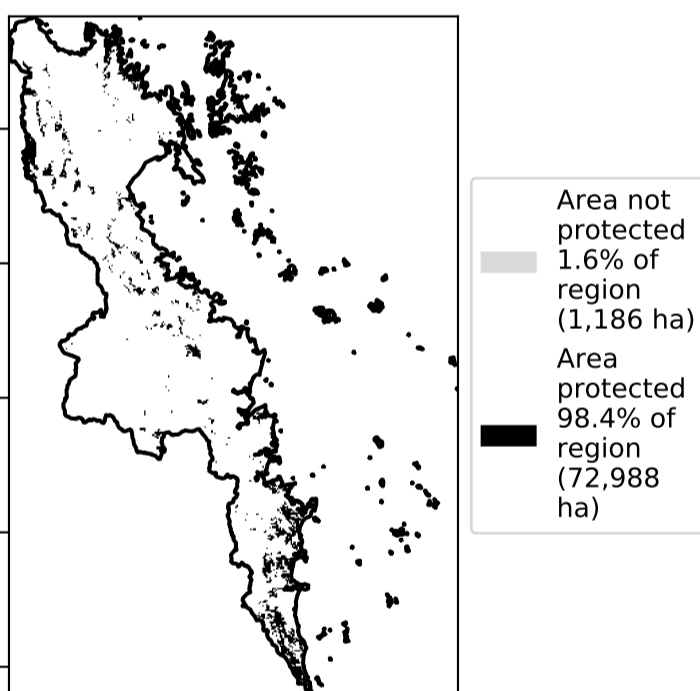 Area not
protected
1.6% of
region
(1,186 ha)
Area
protected
98.4% of
region
(72,988
ha)